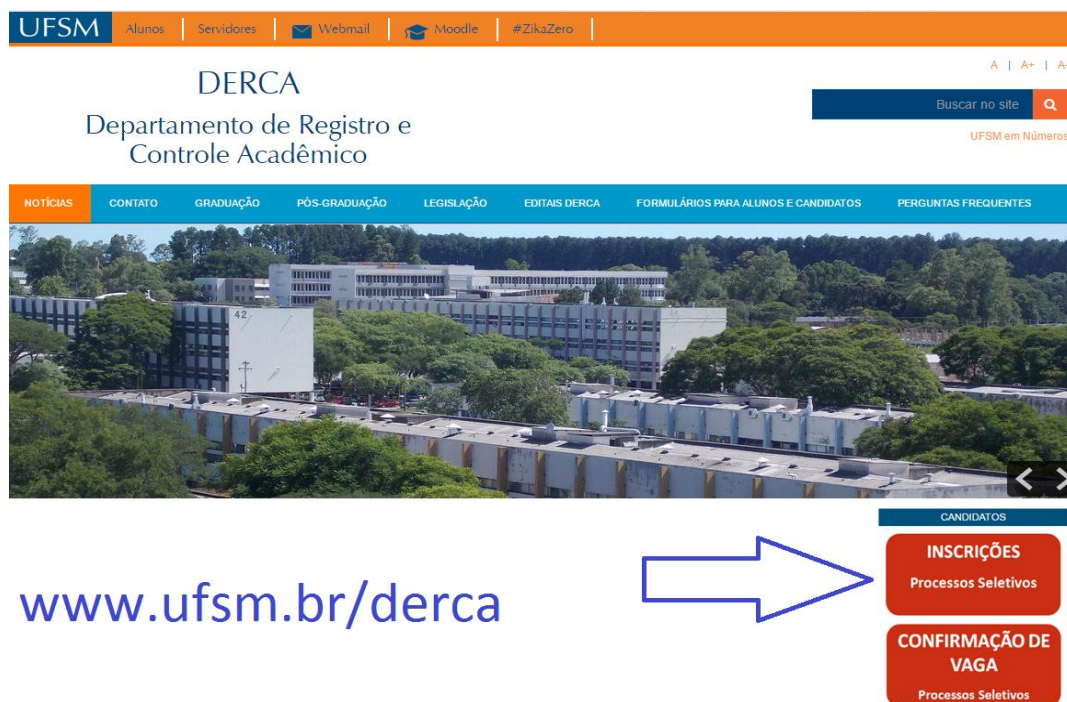 UFSM Alunos Servidores Webmail Moodle #ZikaZero
A | A+ | A-
DERCA
Departamento de Registro e
Controle Acadêmico
Buscar no site
UFSM em Números
NOTÍCIAS CONTATO GRADUAÇÃO PÓS-GRADUAÇÃO LEGISLAÇÃO EDITAIS DERCA FORMULÁRIOS PARA ALUNOS E CANDIDATOS PERGUNTAS FREQUENTES
42
CANDIDATOS
INSCRIÇÕES
Processos Seletivos
www.ufsm.br/derca
CONFIRMAÇÃO DE
VAGA
Processos Seletivos